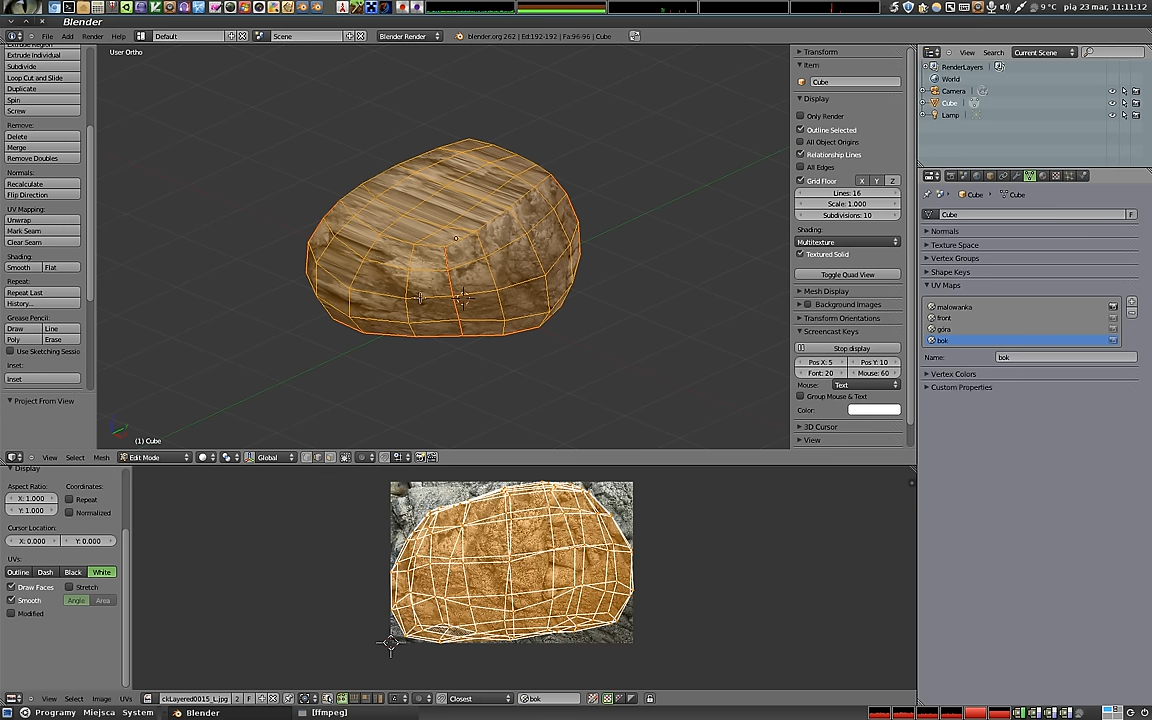 9 °C pią 23 mar, 11:11:12
Blender
File Add Render Help Default Scene Blender Render blender.org 262 | Ed:192-192 | Fa:96-96 | Cube
Extrude Individual
Subdivide
Loop Cut and Slide
Duplicate
Spin
Screw
Remove:
Delete
Merge
Remove Doubles
Normals:
Recalculate
Flip Direction
UV Mapping:
Unwrap
Mark Seam
Clear Seam
Shading:
Smooth Flat
Repeat:
Repeat Last
History...
Grease Pencil:
Draw Line
Poly Erase
Use Sketching Sessio
Inset:
Inset
Project From View
User Ortho
(1) Cube
View Select Mesh Edit Mode Global
Transform
Item
Cube
Display
Only Render
Outline Selected
All Object Origins
Relationship Lines
All Edges
Grid Floor X Y Z
Lines: 16
Scale: 1.000
Subdivisions: 10
Shading:
Multitexture
Textured Solid
Toggle Quad View
Mesh Display
Background Images
Transform Orientations
Screencast Keys
Stop display
Pos X: 5 Pos Y: 10
Font: 20 Mouse: 60
Mouse: Text
Group Mouse & Text
Color:
3D Cursor
View
View Search Current Scene
RenderLayers
World
Camera
Cube
Lamp
Cube Cube
Cube F
Normals
Texture Space
Vertex Groups
Shape Keys
UV Maps
malowanka
front
góra
bok
Name: bok
Vertex Colors
Custom Properties
Display
Aspect Ratio: Coordinates:
X: 1.000 Repeat
Y: 1.000 Normalized
Cursor Location:
X: 0.000 Y: 0.000
UVs:
Outline Dash Black White
Draw Faces Stretch
Smooth Angle Area
Modified
View Select Image UVs ckLayered0015_L.jpg 2 F Closest bok
Programy Miejsca System Blender [ffmpeg]